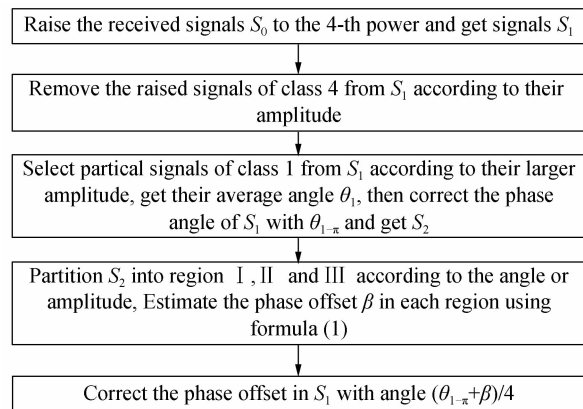 Raise the received signals S₀ to the 4-th power and get signals S₁
Remove the raised signals of class 4 from S₁ according to their
amplitude
Select partical signals of class 1 from S₁ according to their larger
amplitude, get their average angle θ₁, then correct the phase
angle of S₁ with θ₁₋π and get S₂
Partition S₂ into region Ⅰ,Ⅱ and Ⅲ according to the angle or
amplitude, Estimate the phase offset β in each region using
formula (1)
Correct the phase offset in S₁ with angle (θ₁₋π+β)/4